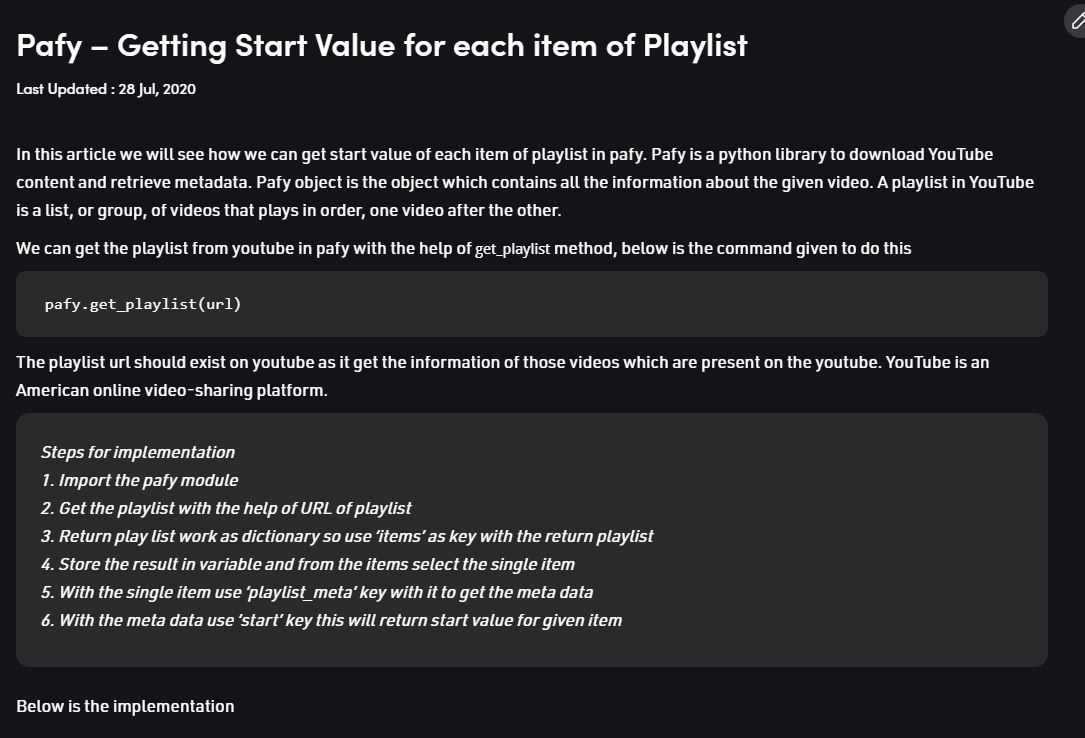 Pafy – Getting Start Value for each item of Playlist
Last Updated : 28 Jul, 2020
In this article we will see how we can get start value of each item of playlist in pafy. Pafy is a python library to download YouTube
content and retrieve metadata. Pafy object is the object which contains all the information about the given video. A playlist in YouTube
is a list, or group, of videos that plays in order, one video after the other.
We can get the playlist from youtube in pafy with the help of get_playlist method, below is the command given to do this
pafy.get_playlist(url)
The playlist url should exist on youtube as it get the information of those videos which are present on the youtube. YouTube is an
American online video-sharing platform.
Steps for implementation
1. Import the pafy module
2. Get the playlist with the help of URL of playlist
3. Return play list work as dictionary so use ‘items’ as key with the return playlist
4. Store the result in variable and from the items select the single item
5. With the single item use ‘playlist_meta’ key with it to get the meta data
6. With the meta data use ‘start’ key this will return start value for given item
Below is the implementation